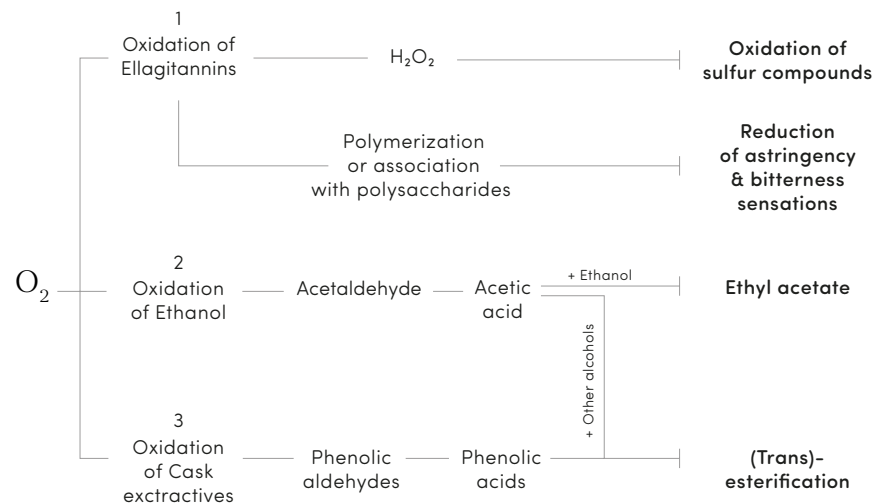 1
Oxidation of
Ellagitannins
H₂O₂
Oxidation of
sulfur compounds
Polymerization
or association
with polysaccharides
Reduction
of astringency
& bitterness
sensations
O₂
2
Oxidation
of Ethanol
Acetaldehyde
Acetic
acid
+ Ethanol
Ethyl acetate
+ Other alcohols
3
Oxidation
of Cask
exctractives
Phenolic
aldehydes
Phenolic
acids
(Trans)-
esterification